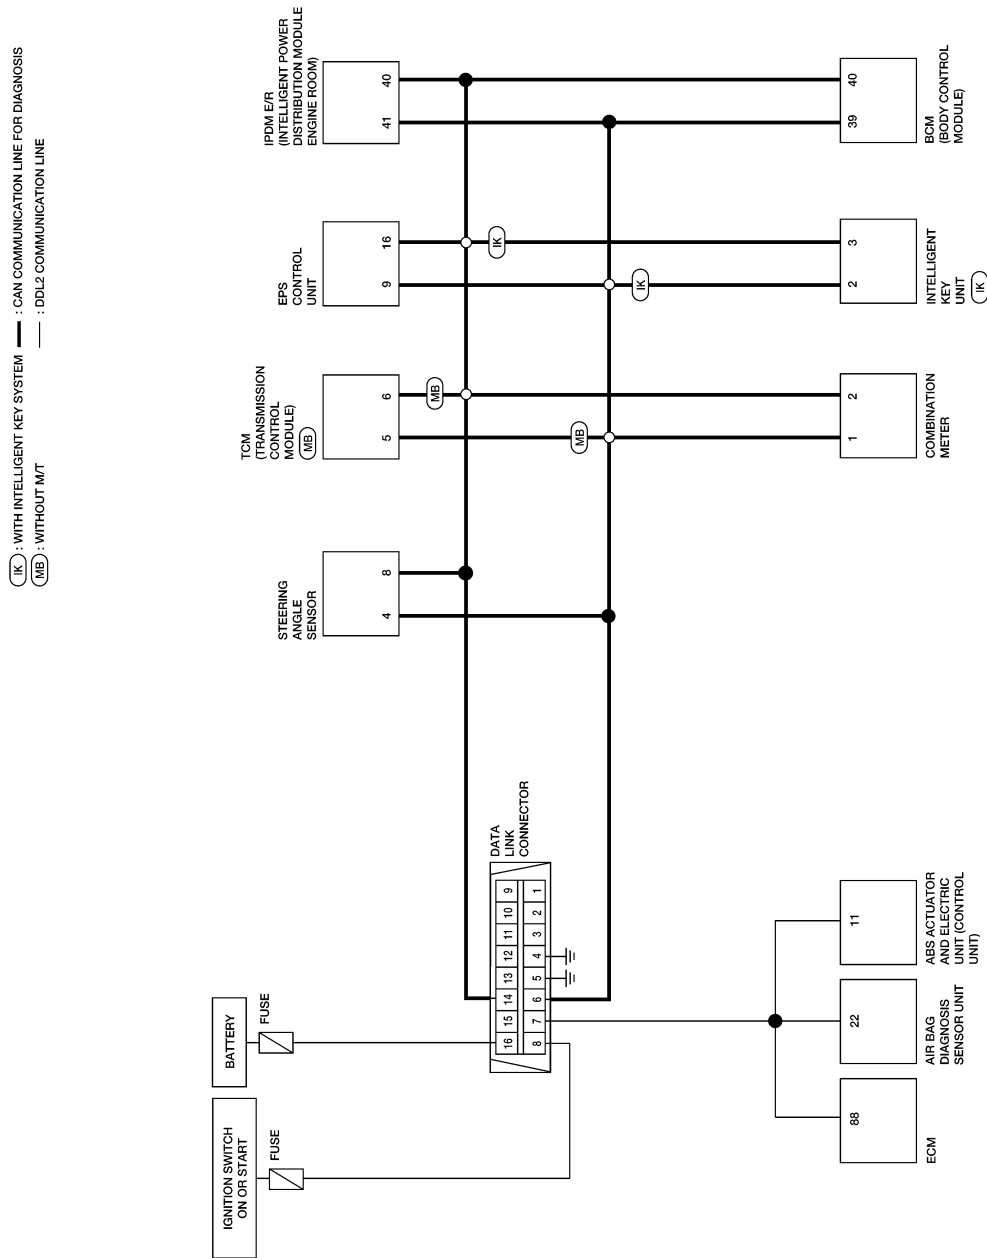 IK : WITH INTELLIGENT KEY SYSTEM : CAN COMMUNICATION LINE FOR DIAGNOSIS
MB : WITHOUT M/T : DDL2 COMMUNICATION LINE
IGNITION SWITCH
ON OR START
FUSE
BATTERY
FUSE
STEERING
ANGLE
SENSOR
4 8
TCM
(TRANSMISSION
CONTROL
MODULE)
MB
5 6
EPS
CONTROL
UNIT
9 16
IPDM E/R
(INTELLIGENT POWER
DISTRIBUTION MODULE
ENGINE ROOM)
41 40
MB
IK
DATA
LINK
CONNECTOR
16 15 14 13 12 11 10 9
8 7 6 5 4 3 2 1
MB
IK
88
ECM
22
AIR BAG
DIAGNOSIS
SENSOR UNIT
11
ABS ACTUATOR
AND ELECTRIC
UNIT (CONTROL
UNIT)
1 2
COMBINATION
METER
2 3
INTELLIGENT
KEY
UNIT
IK
39 40
BCM
(BODY CONTROL
MODULE)